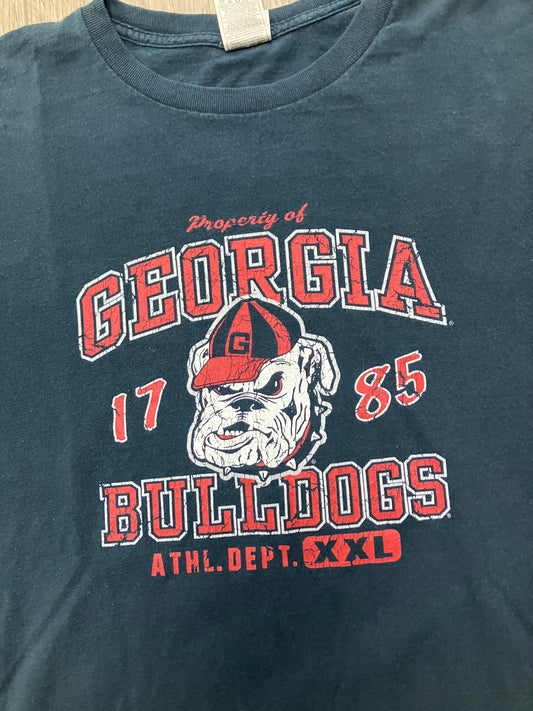 Property of
GEORGIA®
G
17 85
BULLDOGS®
ATHL. DEPT. XXL